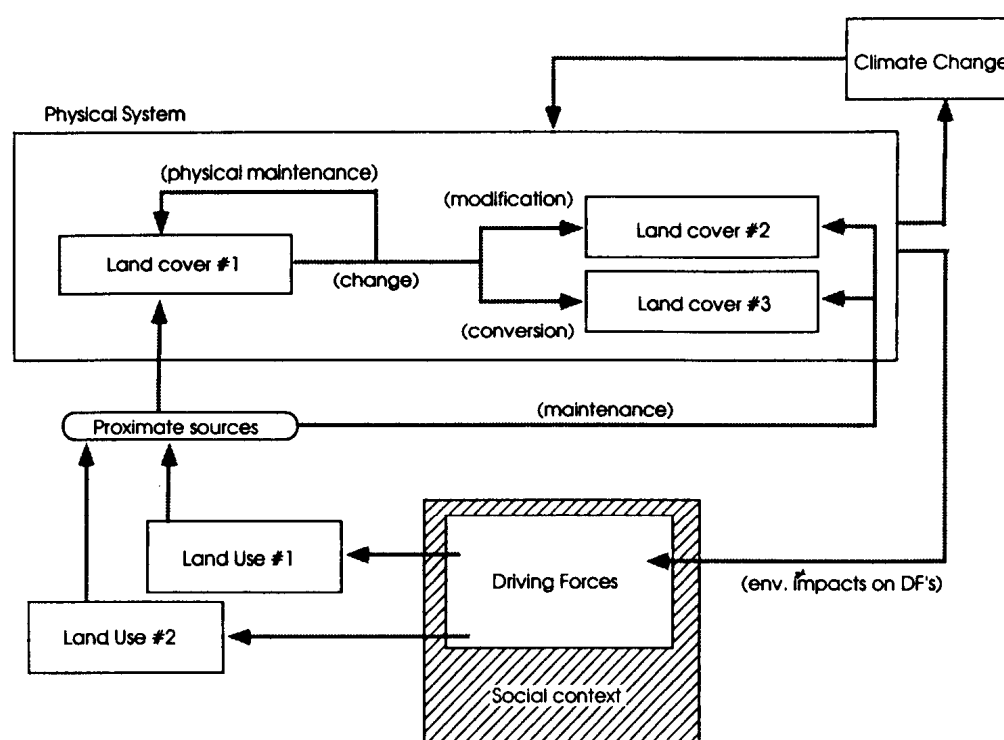 Climate Change
Physical System
(physical maintenance)
(modification)
Land cover #2
Land cover #1
(change)
Land cover #3
(conversion)
(maintenance)
Proximate sources
Land Use #1
Driving Forces
(env. impacts on DF's)
Land Use #2
Social context